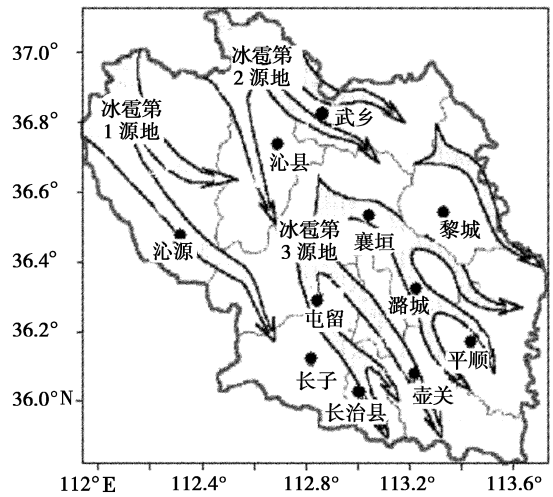 37.0°
36.8°
36.6°
36.4°
36.2°
36.0°N
冰雹第
2源地
冰雹第
1源地
武乡
沁县
冰雹第
3源地
襄垣
黎城
沁源
潞城
屯留
平顺
长子
长治县
壶关
112°E
112.4°
112.8°
113.2°
113.6°